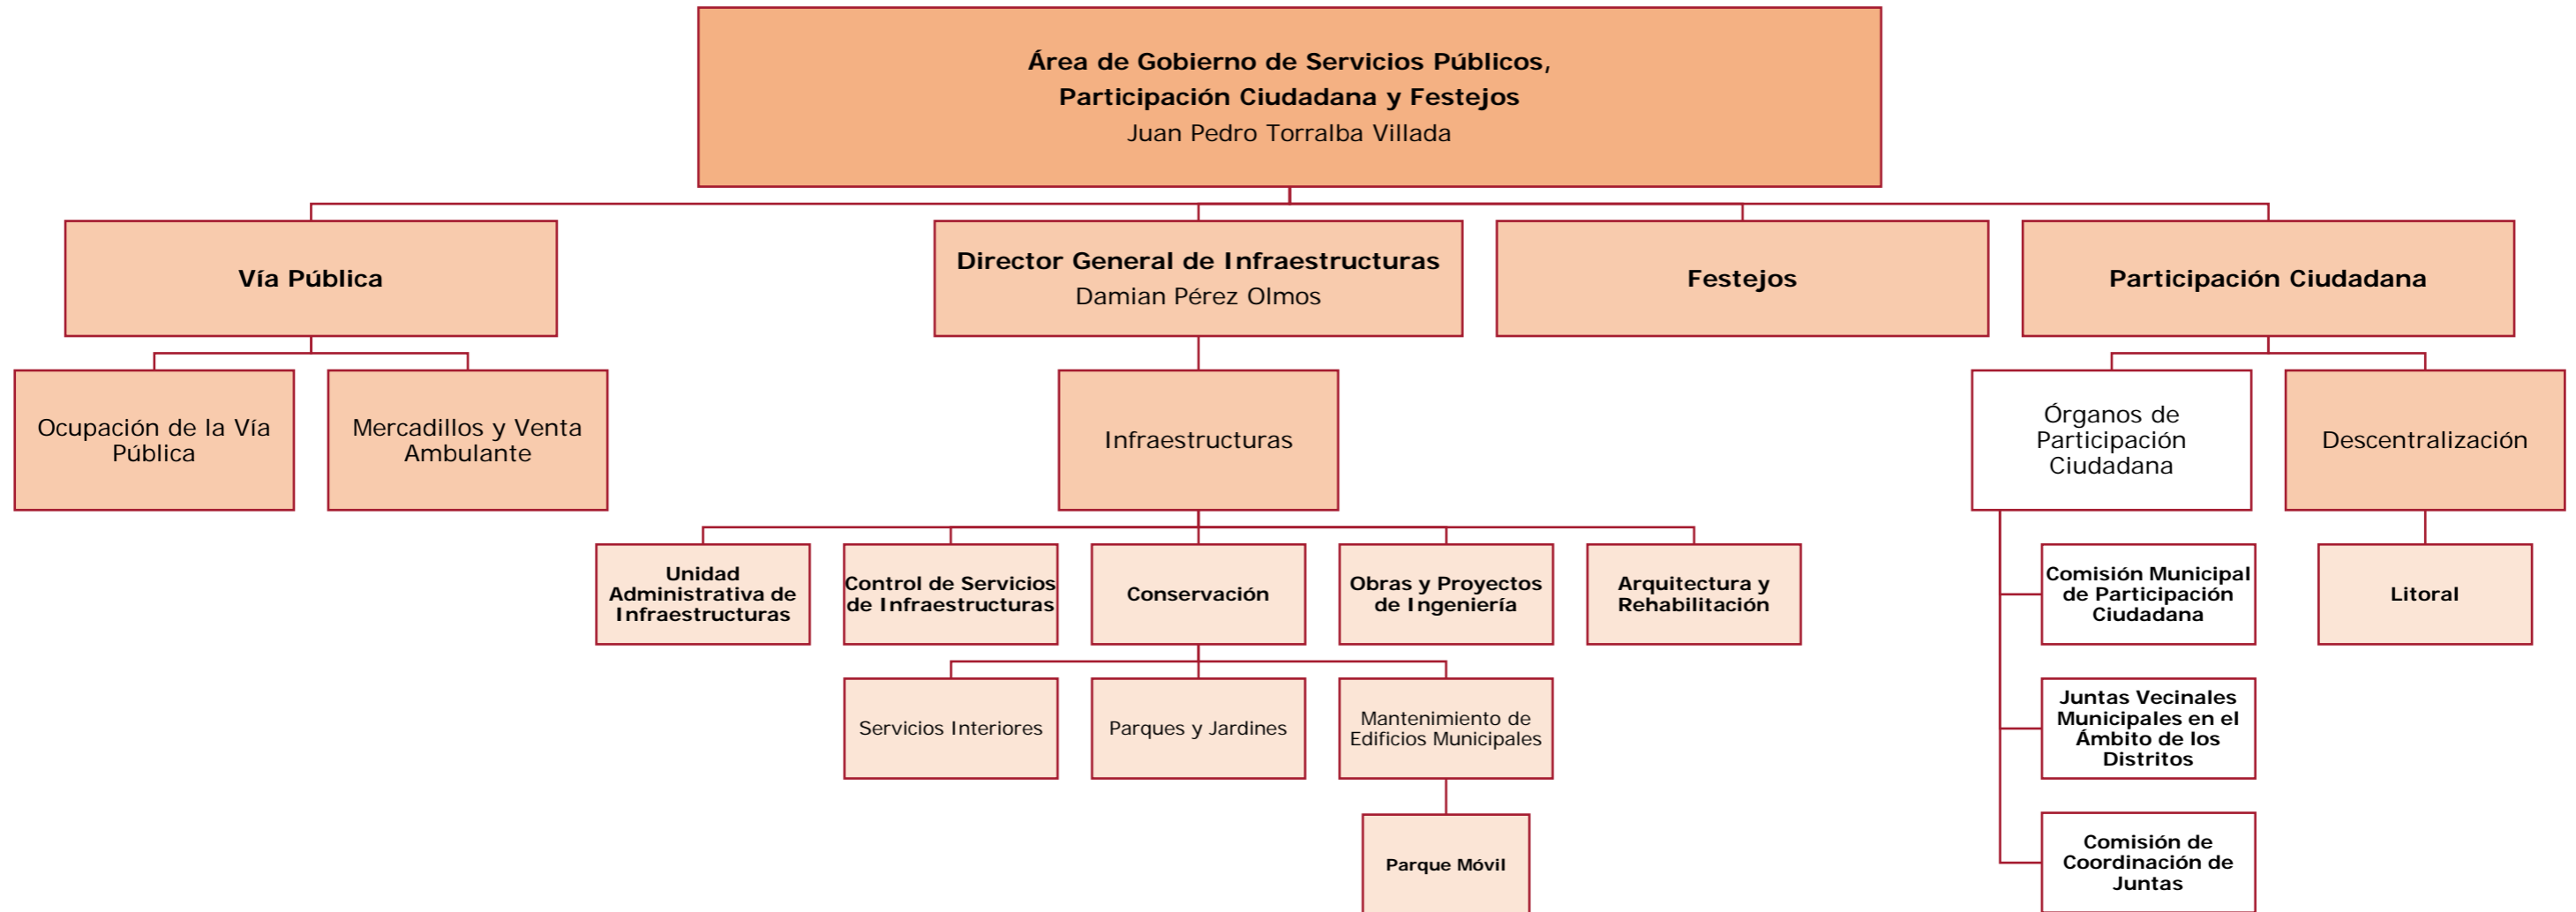 Área de Gobierno de Servicios Públicos,
Participación Ciudadana y Festejos
Juan Pedro Torralba Villada
Vía Pública
Director General de Infraestructuras
Damian Pérez Olmos
Festejos
Participación Ciudadana
Ocupación de la Vía
Pública
Mercadillos y Venta
Ambulante
Infraestructuras
Órganos de
Participación
Ciudadana
Descentralización
Unidad
Administrativa de
Infraestructuras
Control de Servicios
de Infraestructuras
Conservación
Obras y Proyectos
de Ingeniería
Arquitectura y
Rehabilitación
Comisión Municipal
de Participación
Ciudadana
Litoral
Servicios Interiores
Parques y Jardines
Mantenimiento de
Edificios Municipales
Juntas Vecinales
Municipales en el
Ámbito de los
Distritos
Parque Móvil
Comisión de
Coordinación de
Juntas